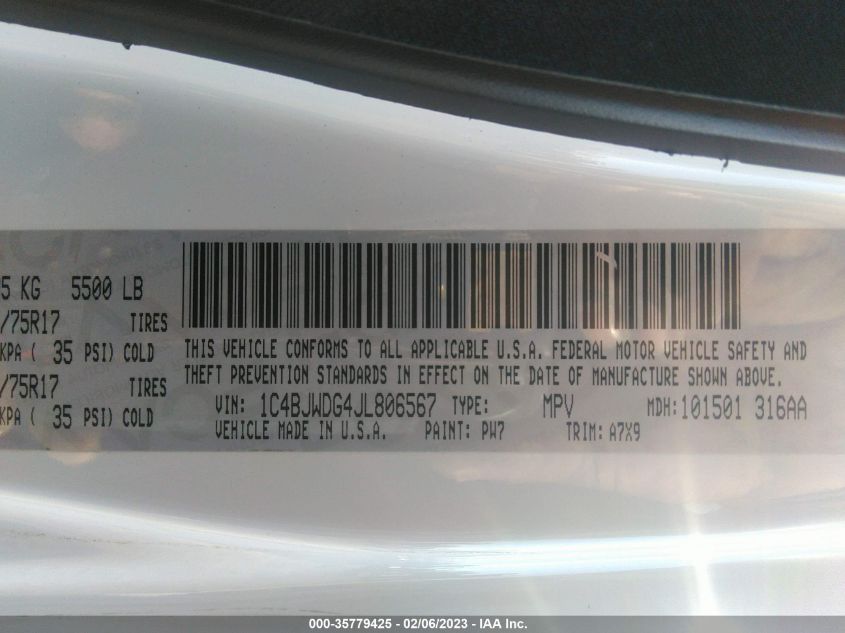 5 KG 5500 LB
/75R17 TIRES
KPA ( 35 PSI) COLD
/75R17 TIRES
KPA ( 35 PSI) COLD
THIS VEHICLE CONFORMS TO ALL APPLICABLE U.S.A. FEDERAL MOTOR VEHICLE SAFETY AND
THEFT PREVENTION STANDARDS IN EFFECT ON THE DATE OF MANUFACTURE SHOWN ABOVE.
VIN: 1C4BJWDG4JL806567 TYPE: MPV MDH:101501 316AA
VEHICLE MADE IN U.S.A. PAINT: PW7 TRIM: A7X9
000-35779425 - 02/06/2023 - IAA Inc.